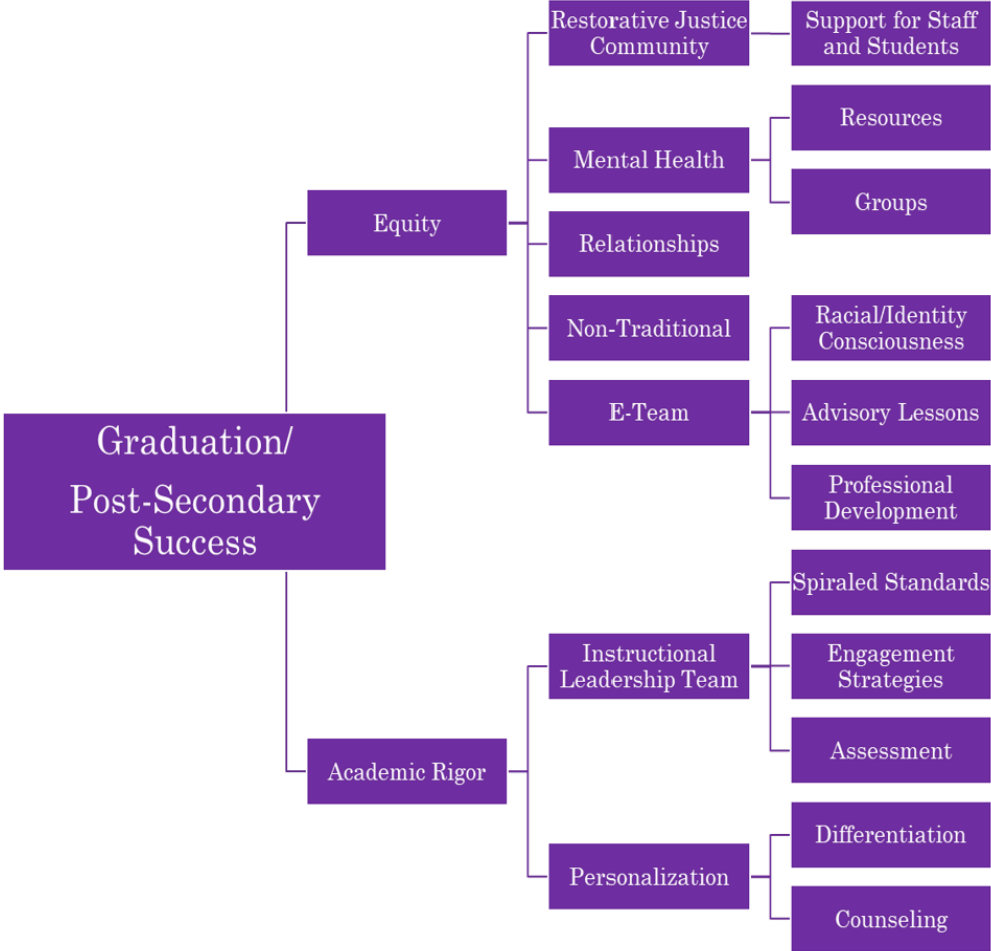 Restorative Justice
Community
Support for Staff
and Students
Resources
Mental Health
Groups
Equity
Relationships
Non-Traditional
Racial/Identity
Consciousness
E-Team
Advisory Lessons
Professional
Development
Graduation/
Post-Secondary
Success
Spiraled Standards
Instructional
Leadership Team
Engagement
Strategies
Assessment
Academic Rigor
Differentiation
Personalization
Counseling